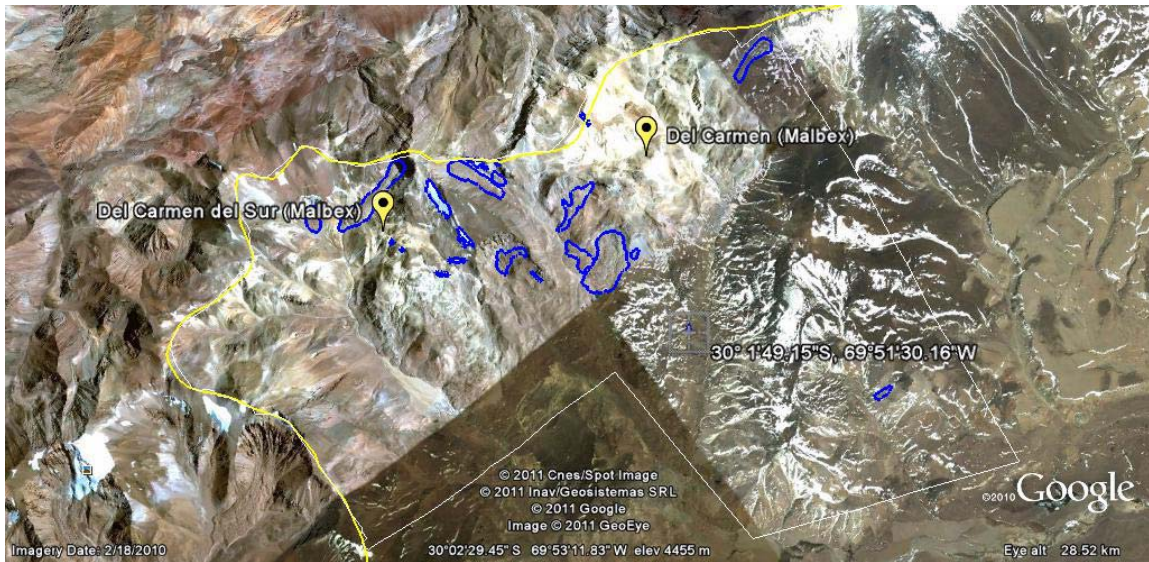 Del Carmen (Malbex)
Del Carmen del Sur (Malbex)
30° 1'49.15"S, 69°51'30.16"W
© 2011 Cnes/Spot Image
© 2011 Inav/Geosistemas SRL
© 2011 Google
Image © 2011 GeoEye
©2010 Google
Imagery Date: 2/18/2010
30°02'29.45" S 69°53'11.83" W elev 4455 m
Eye alt 28.52 km